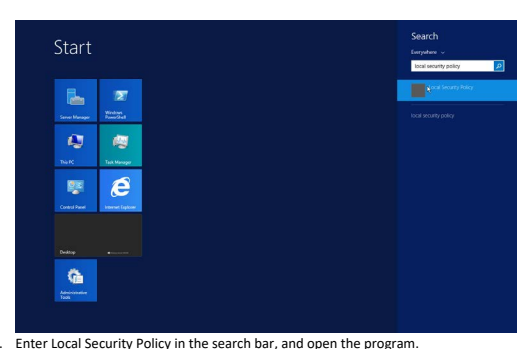 Start
Search
Everywhere
local security policy
Local Security Policy
local security policy
Server Manager
Windows PowerShell
This PC
Task Manager
Control Panel
Internet Explorer
Desktop
Administrative Tools
. Enter Local Security Policy in the search bar, and open the program.